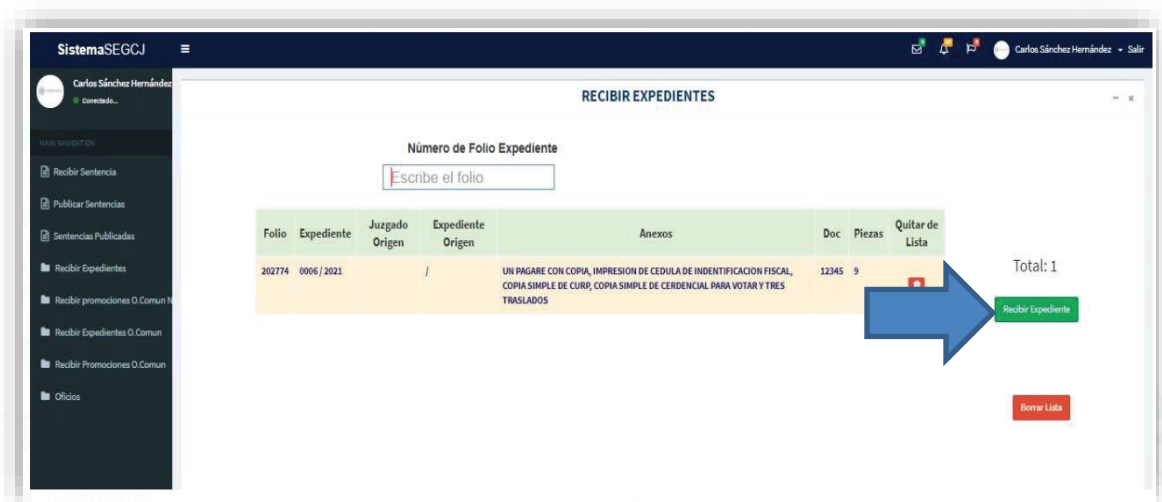 SistemaSEGCJ
Carlos Sánchez Hernández Salir
Carlos Sánchez Hernández
Conectado...
MAIN NAVIGATION
Recibir Sentencia
Publicar Sentencias
Sentencias Publicadas
Recibir Expedientes
Recibir promociones O.Comun N
Recibir Expedientes O.Comun
Recibir Promociones O.Comun
Oficios
RECIBIR EXPEDIENTES
Número de Folio Expediente
Escribe el folio
Folio Expediente Juzgado Origen Expediente Origen Anexos Doc Piezas Quitar de Lista
202774 0006 / 2021 / UN PAGARE CON COPIA, IMPRESION DE CEDULA DE INDENTIFICACION FISCAL, 12345 9
COPIA SIMPLE DE CURP, COPIA SIMPLE DE CERDENCIAL PARA VOTAR Y TRES
TRASLADOS
Total: 1
Recibir Expediente
Borrar Lista